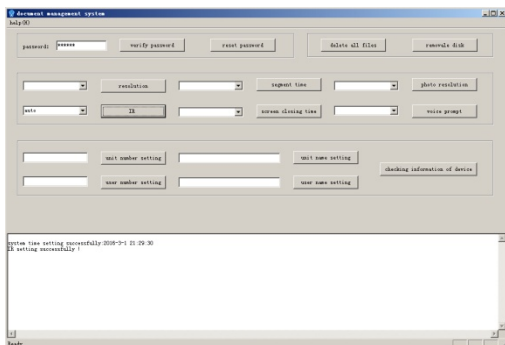 document management system
help(H)
password: ******
verify password
reset password
delete all files
removale disk
resolution
segment time
photo resolution
auto
IR
screen closing time
voice prompt
unit number setting
unit name setting
checking information of device
user number setting
user name setting
system time setting successfully:2016-3-1 21:29:30
IR setting successfully !
Ready